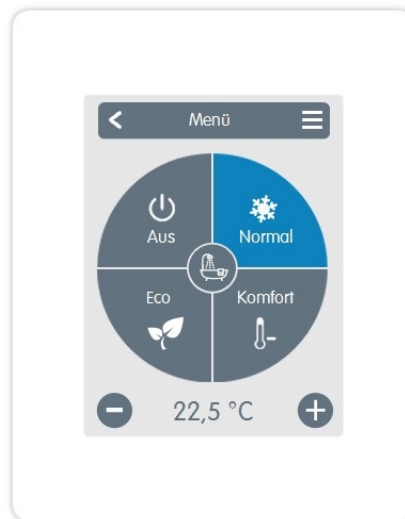 Menü
Aus
Normal
Eco
Komfort
22,5 °C